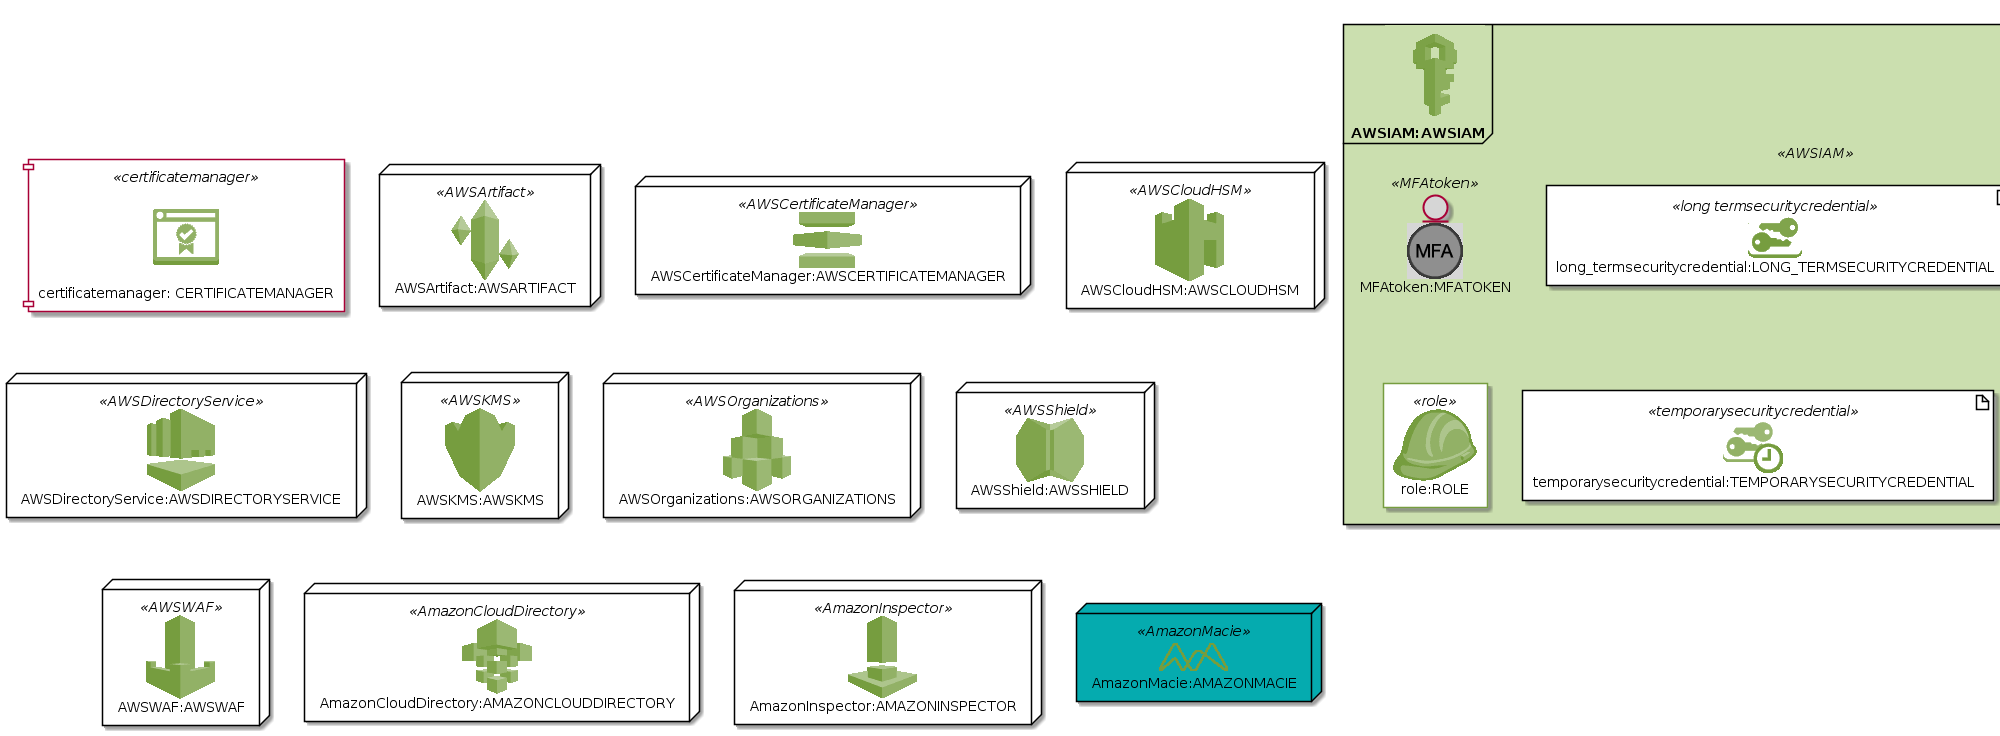 «certificatemanager»
certificatemanager: CERTIFICATEMANAGER
«AWSArtifact»
AWSArtifact:AWSARTIFACT
«AWSCertificateManager»
AWSCertificateManager:AWSCERTIFICATEMANAGER
«AWSCloudHSM»
AWSCloudHSM:AWSCLOUDHSM
AWSIAM:AWSIAM
«AWSIAM»
«MFAtoken»
MFA
MFAtoken:MFATOKEN
«long termsecuritycredential»
long_termsecuritycredential:LONG_TERMSECURITYCREDENTIAL
«AWSDirectoryService»
AWSDirectoryService:AWSDIRECTORYSERVICE
«AWSKMS»
AWSKMS:AWSKMS
«AWSOrganizations»
AWSOrganizations:AWSORGANIZATIONS
«AWSShield»
AWSShield:AWSSHIELD
«role»
role:ROLE
«temporarysecuritycredential»
temporarysecuritycredential:TEMPORARYSECURITYCREDENTIAL
«AWSWAF»
AWSWAF:AWSWAF
«AmazonCloudDirectory»
AmazonCloudDirectory:AMAZONCLOUDDIRECTORY
«AmazonInspector»
AmazonInspector:AMAZONINSPECTOR
«AmazonMacie»
AmazonMacie:AMAZONMACIE